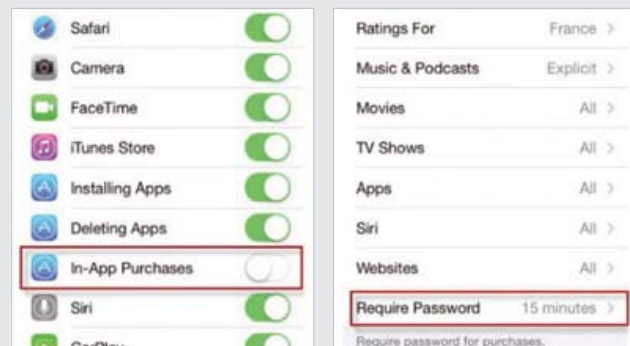 Safari
Camera
FaceTime
iTunes Store
Installing Apps
Deleting Apps
In-App Purchases
Siri
CarPlay
Ratings For France >
Music & Podcasts Explicit >
Movies All >
TV Shows All >
Apps All >
Siri All >
Websites All >
Require Password 15 minutes >
Require password for purchases.